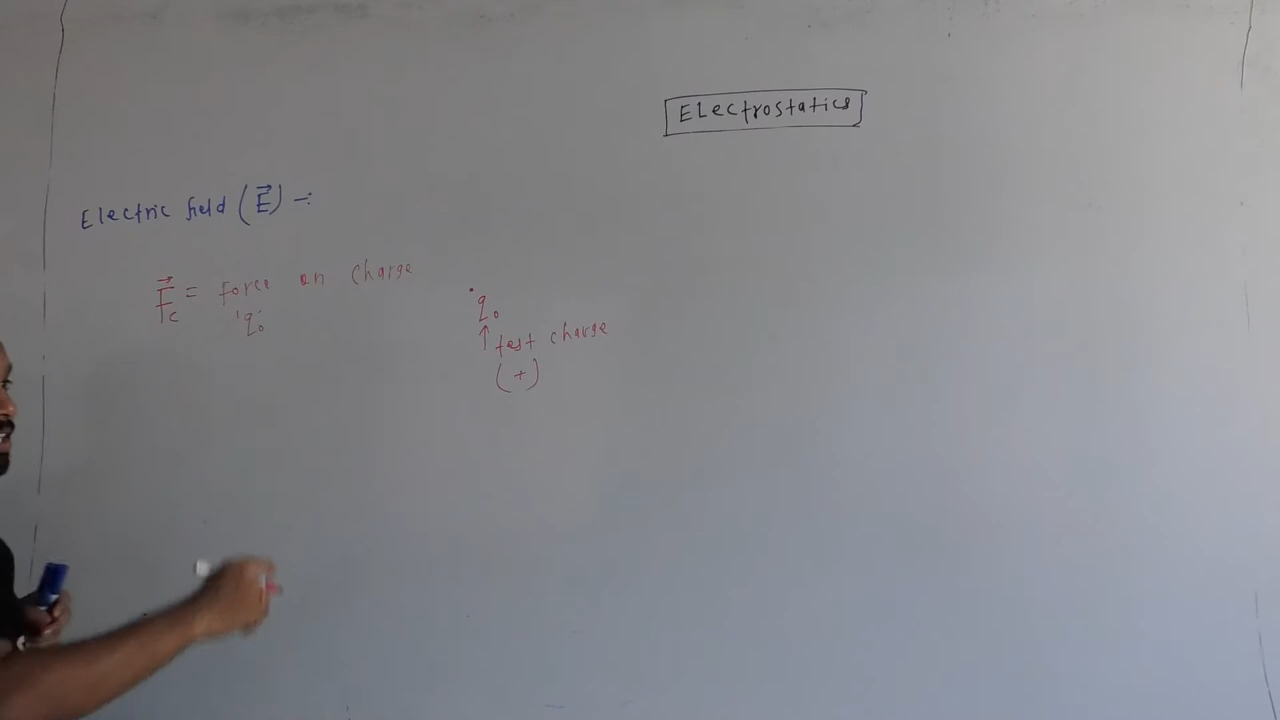 Electrostatics
Electric field (E⃗) -:
F⃗c = force on charge
'q₀'
q₀
↑ test charge
(+)